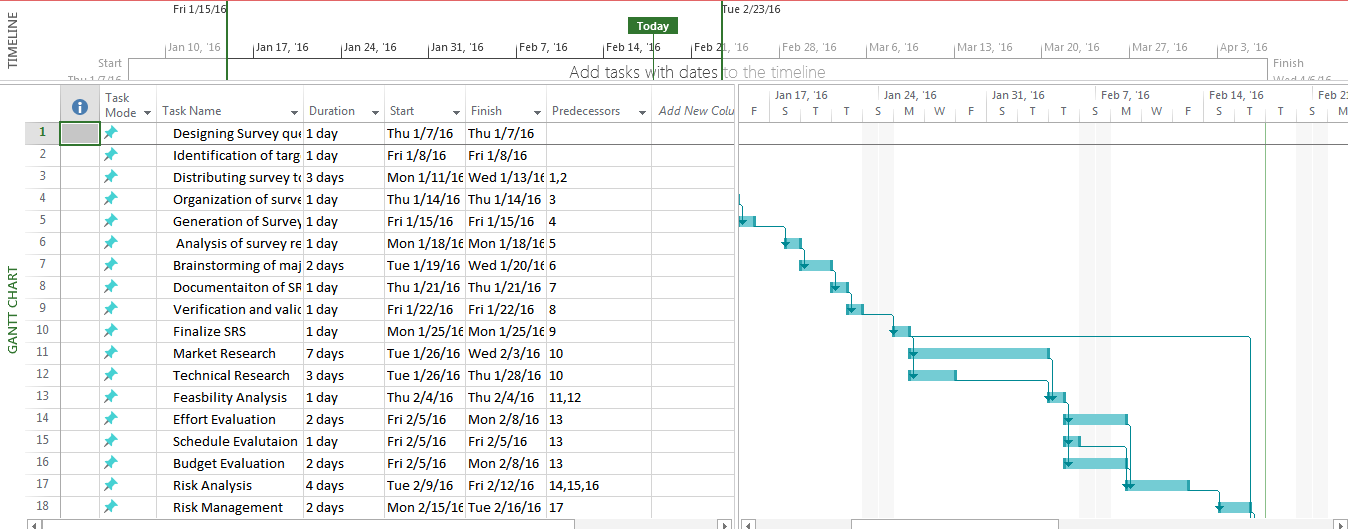 Fri 1/15/16 Tue 2/23/16
Today
TIMELINE
Jan 10, '16 Jan 17, '16 Jan 24, '16 Jan 31, '16 Feb 7, '16 Feb 14, '16 Feb 21, '16 Feb 28, '16 Mar 6, '16 Mar 13, '16 Mar 20, '16 Mar 27, '16 Apr 3, '16
Start Add tasks with dates to the timeline Finish
Thu 1/7/16 Wed 4/6/16
GANTT CHART
Task Mode Task Name Duration Start Finish Predecessors Add New Colu
Jan 17, '16 Jan 24, '16 Jan 31, '16 Feb 7, '16 Feb 14, '16 Feb 21
F S T T S M W F S T T S M W F S T T S M
1 Designing Survey que 1 day Thu 1/7/16 Thu 1/7/16
2 Identification of targ 1 day Fri 1/8/16 Fri 1/8/16
3 Distributing survey to 3 days Mon 1/11/16 Wed 1/13/16 1,2
4 Organization of surve 1 day Thu 1/14/16 Thu 1/14/16 3
5 Generation of Survey 1 day Fri 1/15/16 Fri 1/15/16 4
6 Analysis of survey re 1 day Mon 1/18/16 Mon 1/18/16 5
7 Brainstorming of maj 2 days Tue 1/19/16 Wed 1/20/16 6
8 Documentaiton of SR 1 day Thu 1/21/16 Thu 1/21/16 7
9 Verification and valid 1 day Fri 1/22/16 Fri 1/22/16 8
10 Finalize SRS 1 day Mon 1/25/16 Mon 1/25/16 9
11 Market Research 7 days Tue 1/26/16 Wed 2/3/16 10
12 Technical Research 3 days Tue 1/26/16 Thu 1/28/16 10
13 Feasbility Analysis 1 day Thu 2/4/16 Thu 2/4/16 11,12
14 Effort Evaluation 2 days Fri 2/5/16 Mon 2/8/16 13
15 Schedule Evalutaion 1 day Fri 2/5/16 Fri 2/5/16 13
16 Budget Evaluation 2 days Fri 2/5/16 Mon 2/8/16 13
17 Risk Analysis 4 days Tue 2/9/16 Fri 2/12/16 14,15,16
18 Risk Management 2 days Mon 2/15/16 Tue 2/16/16 17